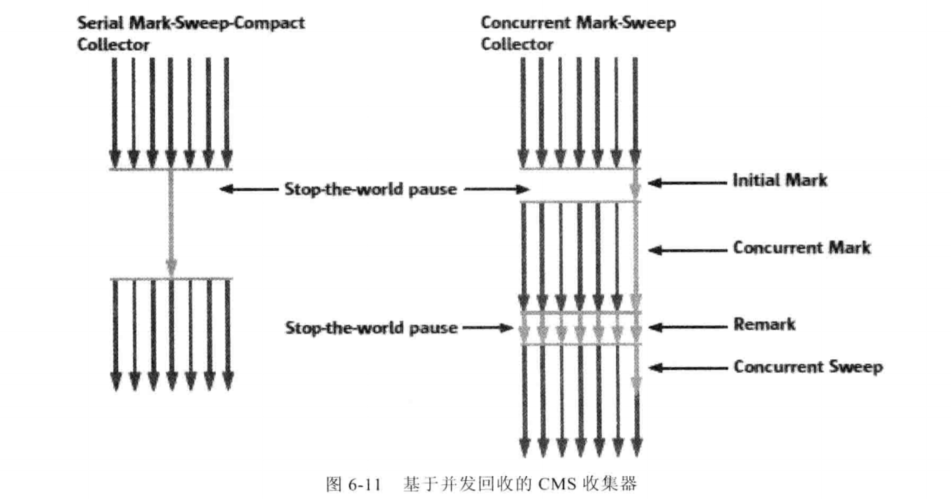 Serial Mark-Sweep-Compact
Collector
Concurrent Mark-Sweep
Collector
Stop-the-world pause
Initial Mark
Concurrent Mark
Stop-the-world pause
Remark
Concurrent Sweep
图 6-11 基于并发回收的 CMS 收集器